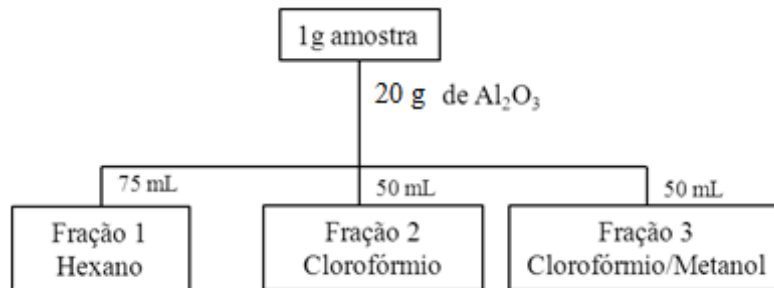 1g amostra
20 g de Al₂O₃
75 mL
50 mL
50 mL
Fração 1
Hexano
Fração 2
Clorofórmio
Fração 3
Clorofórmio/Metanol